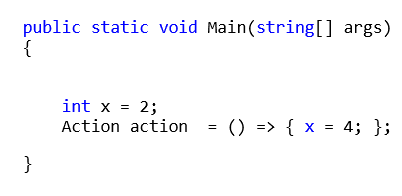 public static void Main(string[] args)
{
int x = 2;
Action action  = () => { x = 4; };
}